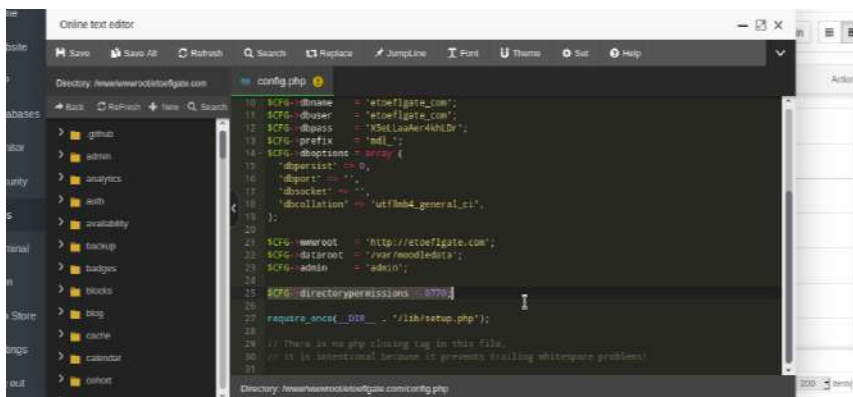 Online text editor
Save Save All Refresh Search Replace JumpLine Font Theme Set Help
Directory: /www/wwwroot/etoeflgate.com
config.php
Back ReFresh New Search
.github
admin
analytics
auth
availability
backup
badges
blocks
blog
cache
calendar
cohort
10 $CFG->dbname = 'etoeflgate_com';
11 $CFG->dbuser = 'etoeflgate_com';
12 $CFG->dbpass =
13 $CFG->prefix = 'mdl_';
14 $CFG->dboptions = array (
15 'dbpersist' => 0,
16 'dbport' => '',
17 'dbsocket' => '',
18 'dbcollation' => 'utf8mb4_general_ci',
19 );
20
21 $CFG->wwwroot = 'http://etoeflgate.com';
22 $CFG->dataroot = '/var/moodledata';
23 $CFG->admin = 'admin';
24
25 $CFG->directorypermissions = 0770;
26
27 require_once(__DIR__ . '/lib/setup.php');
28
29 // There is no php closing tag in this file,
30 // it is intentional because it prevents trailing whitespace problems!
31
Directory: /www/wwwroot/etoeflgate.com/config.php
200